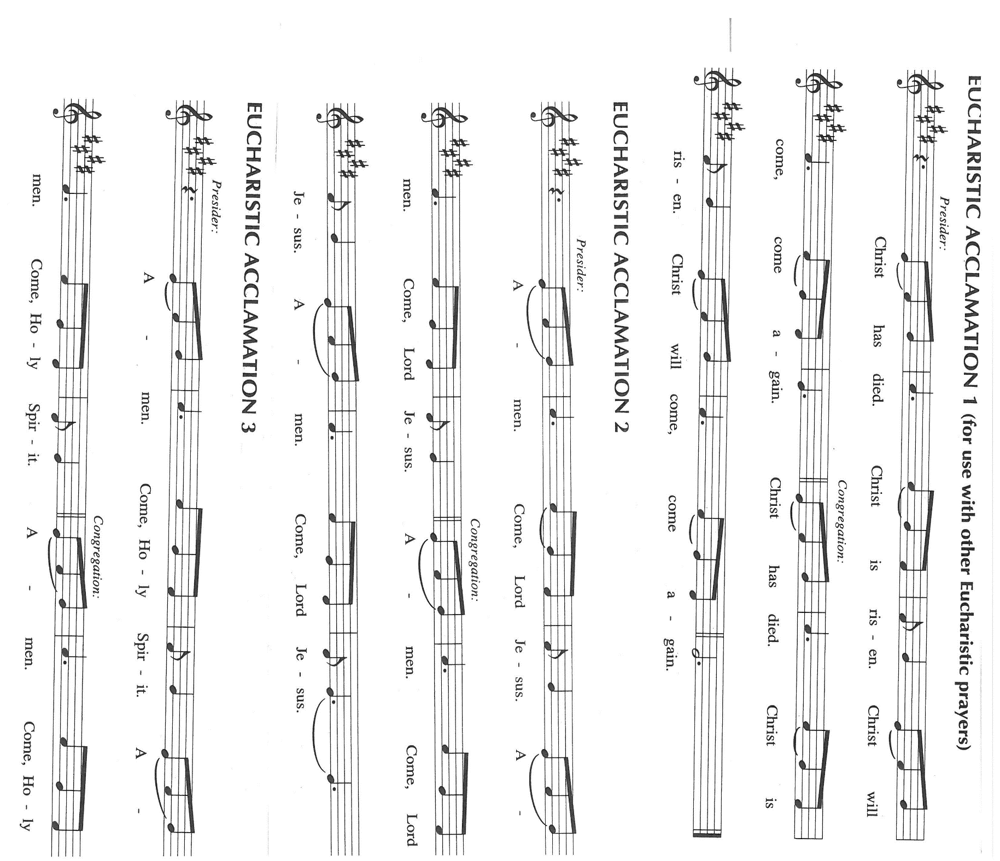 EUCHARISTIC ACCLAMATION 1 (for use with other Eucharistic prayers)
Presider:
Christ has died. Christ is ris - en. Christ will
Congregation:
come, come a - gain. Christ has died. Christ is
ris - en. Christ will come, come a - gain.
EUCHARISTIC ACCLAMATION 2
Presider:
A - men. Come, Lord Je - sus. A -
Congregation:
men. Come, Lord Je - sus. A - men. Come, Lord
Je - sus. A - men. Come, Lord Je - sus.
EUCHARISTIC ACCLAMATION 3
Presider:
A - men. Come, Ho - ly Spir - it. A -
Congregation:
men. Come, Ho - ly Spir - it. A - men. Come, Ho - ly